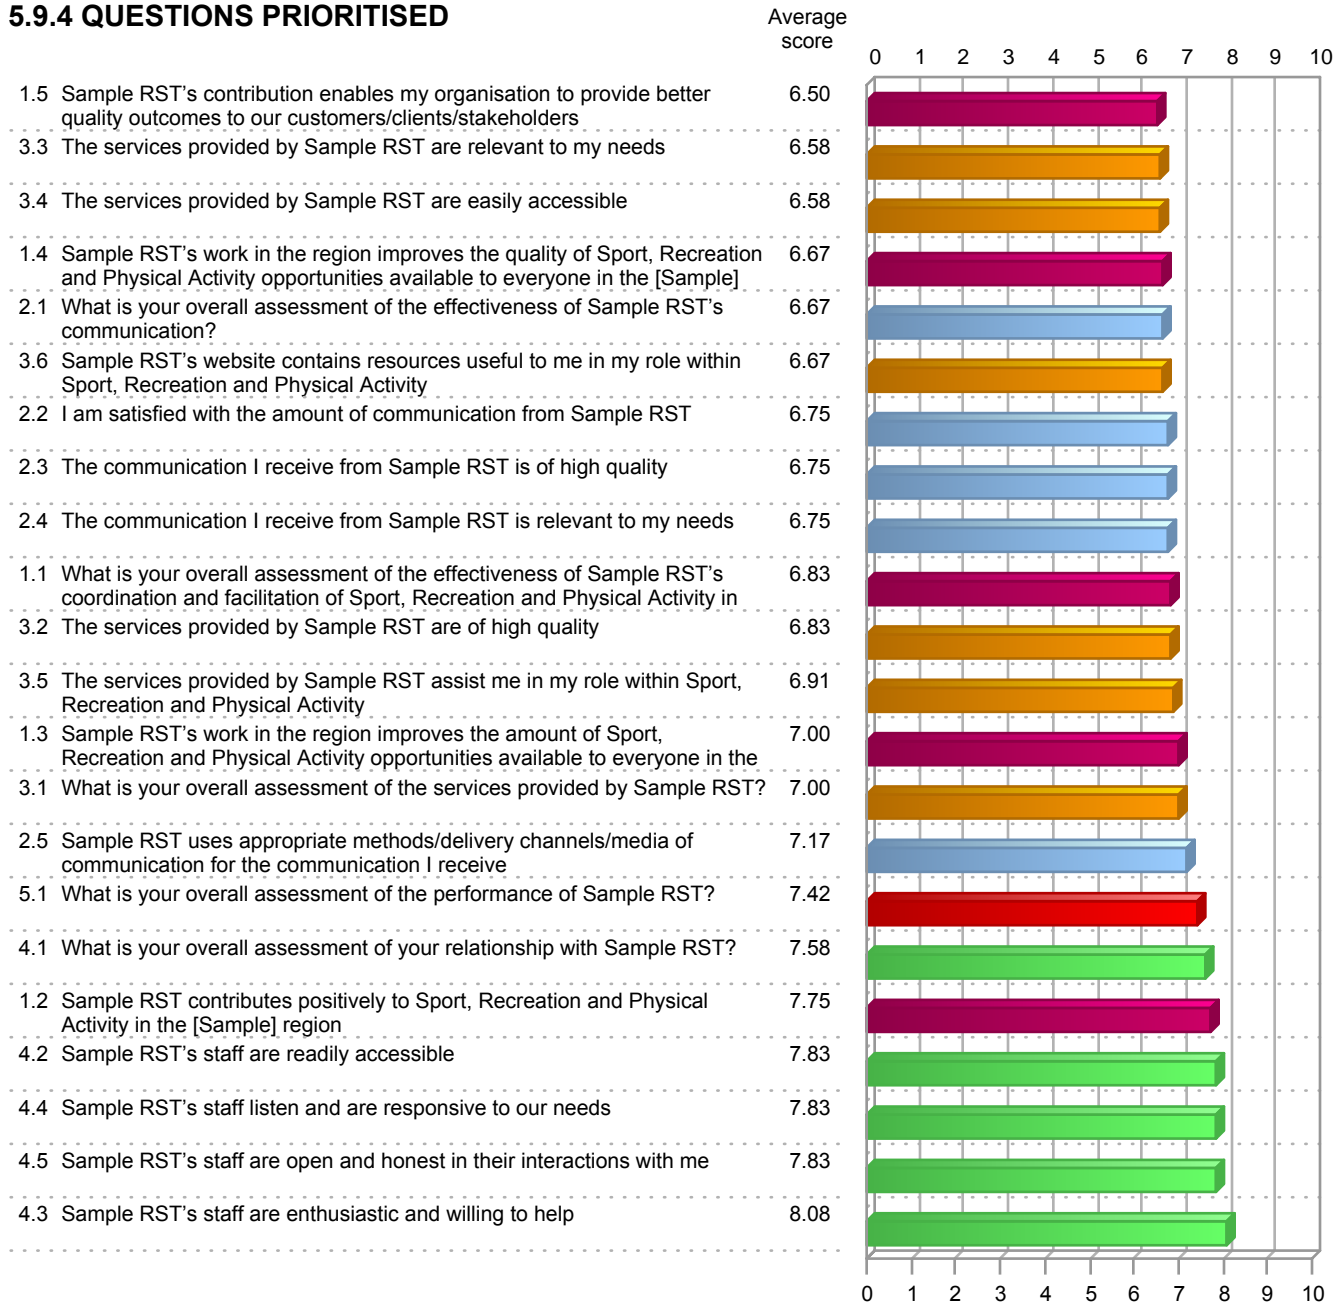 5.9.4 QUESTIONS PRIORITISED
Average
score
0 1 2 3 4 5 6 7 8 9 10
1.5 Sample RST's contribution enables my organisation to provide better 6.50
quality outcomes to our customers/clients/stakeholders
3.3 The services provided by Sample RST are relevant to my needs 6.58
3.4 The services provided by Sample RST are easily accessible 6.58
1.4 Sample RST's work in the region improves the quality of Sport, Recreation 6.67
and Physical Activity opportunities available to everyone in the [Sample]
2.1 What is your overall assessment of the effectiveness of Sample RST's 6.67
communication?
3.6 Sample RST's website contains resources useful to me in my role within 6.67
Sport, Recreation and Physical Activity
2.2 I am satisfied with the amount of communication from Sample RST 6.75
2.3 The communication I receive from Sample RST is of high quality 6.75
2.4 The communication I receive from Sample RST is relevant to my needs 6.75
1.1 What is your overall assessment of the effectiveness of Sample RST's 6.83
coordination and facilitation of Sport, Recreation and Physical Activity in
3.2 The services provided by Sample RST are of high quality 6.83
3.5 The services provided by Sample RST assist me in my role within Sport, 6.91
Recreation and Physical Activity
1.3 Sample RST's work in the region improves the amount of Sport, 7.00
Recreation and Physical Activity opportunities available to everyone in the
3.1 What is your overall assessment of the services provided by Sample RST? 7.00
2.5 Sample RST uses appropriate methods/delivery channels/media of 7.17
communication for the communication I receive
5.1 What is your overall assessment of the performance of Sample RST? 7.42
4.1 What is your overall assessment of your relationship with Sample RST? 7.58
1.2 Sample RST contributes positively to Sport, Recreation and Physical 7.75
Activity in the [Sample] region
4.2 Sample RST's staff are readily accessible 7.83
4.4 Sample RST's staff listen and are responsive to our needs 7.83
4.5 Sample RST's staff are open and honest in their interactions with me 7.83
4.3 Sample RST's staff are enthusiastic and willing to help 8.08
0 1 2 3 4 5 6 7 8 9 10